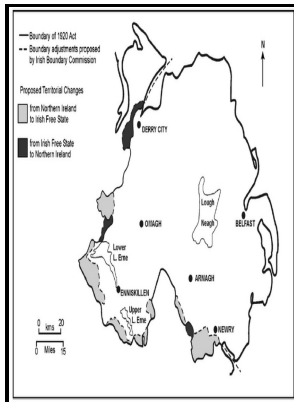 Boundary of 1920 Act
Boundary adjustments proposed
by Irish Boundary Commission
Proposed Territorial Changes
from Northern Ireland
to Irish Free State
from Irish Free State
to Northern Ireland
N
DERRY CITY
OMAGH
Lough
Neagh
BELFAST
Lower
L. Erne
ENNISKILLEN
ARMAGH
Upper
L. Erne
NEWRY
0 kms 20
0 Miles 15